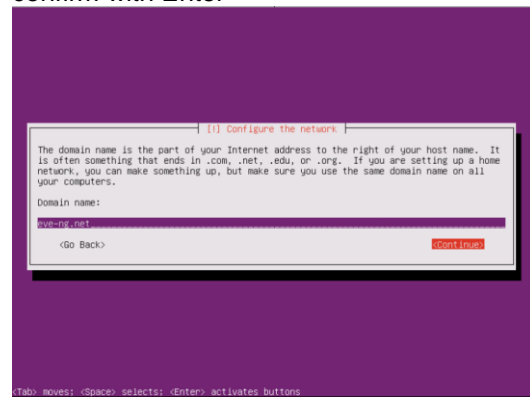 confirm with Enter
[!] Configure the network
The domain name is the part of your Internet address to the right of your host name.  It
is often something that ends in .com, .net, .edu, or .org.  If you are setting up a home
network, you can make something up, but make sure you use the same domain name on all
your computers.
Domain name:
eve-ng.net
<Go Back> <Continue>
<Tab> moves; <Space> selects; <Enter> activates buttons